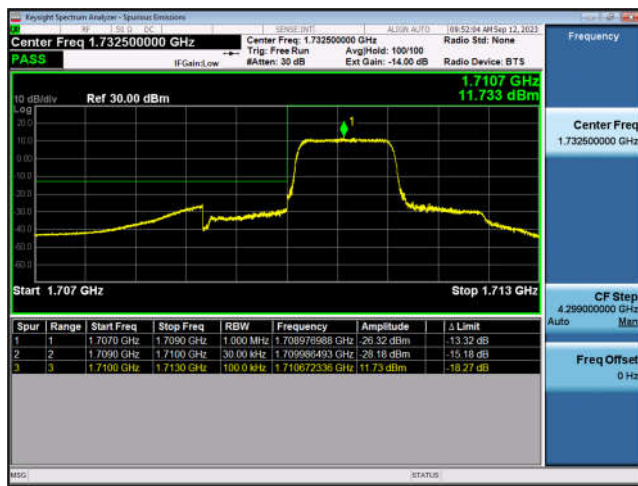 Keysight Spectrum Analyzer - Spurious Emissions
RF 50 Ω DC SENSE:INT ALIGN AUTO 09:52:04 AM Sep 12, 2023
Center Freq 1.732500000 GHz Center Freq: 1.732500000 GHz Radio Std: None
Trig: Free Run Avg|Hold: 100/100
PASS IFGain:Low #Atten: 30 dB Ext Gain: -14.00 dB Radio Device: BTS
1.7107 GHz
11.733 dBm
10 dB/div Ref 30.00 dBm
Log
20.0
10.0
0.00
-10.0
-20.0
-30.0
-40.0
-50.0
-60.0
1
Start 1.707 GHz Stop 1.713 GHz
Spur Range Start Freq Stop Freq RBW Frequency Amplitude Δ Limit
1 1 1.7070 GHz 1.7090 GHz 1.000 MHz 1.708976988 GHz -26.32 dBm -13.32 dB
2 2 1.7090 GHz 1.7100 GHz 30.00 kHz 1.709986493 GHz -28.18 dBm -15.18 dB
3 3 1.7100 GHz 1.7130 GHz 100.0 kHz 1.710672336 GHz 11.73 dBm -18.27 dB
MSG STATUS
Frequency
Center Freq
1.732500000 GHz
CF Step
4.299000000 GHz
Auto Man
Freq Offset
0 Hz